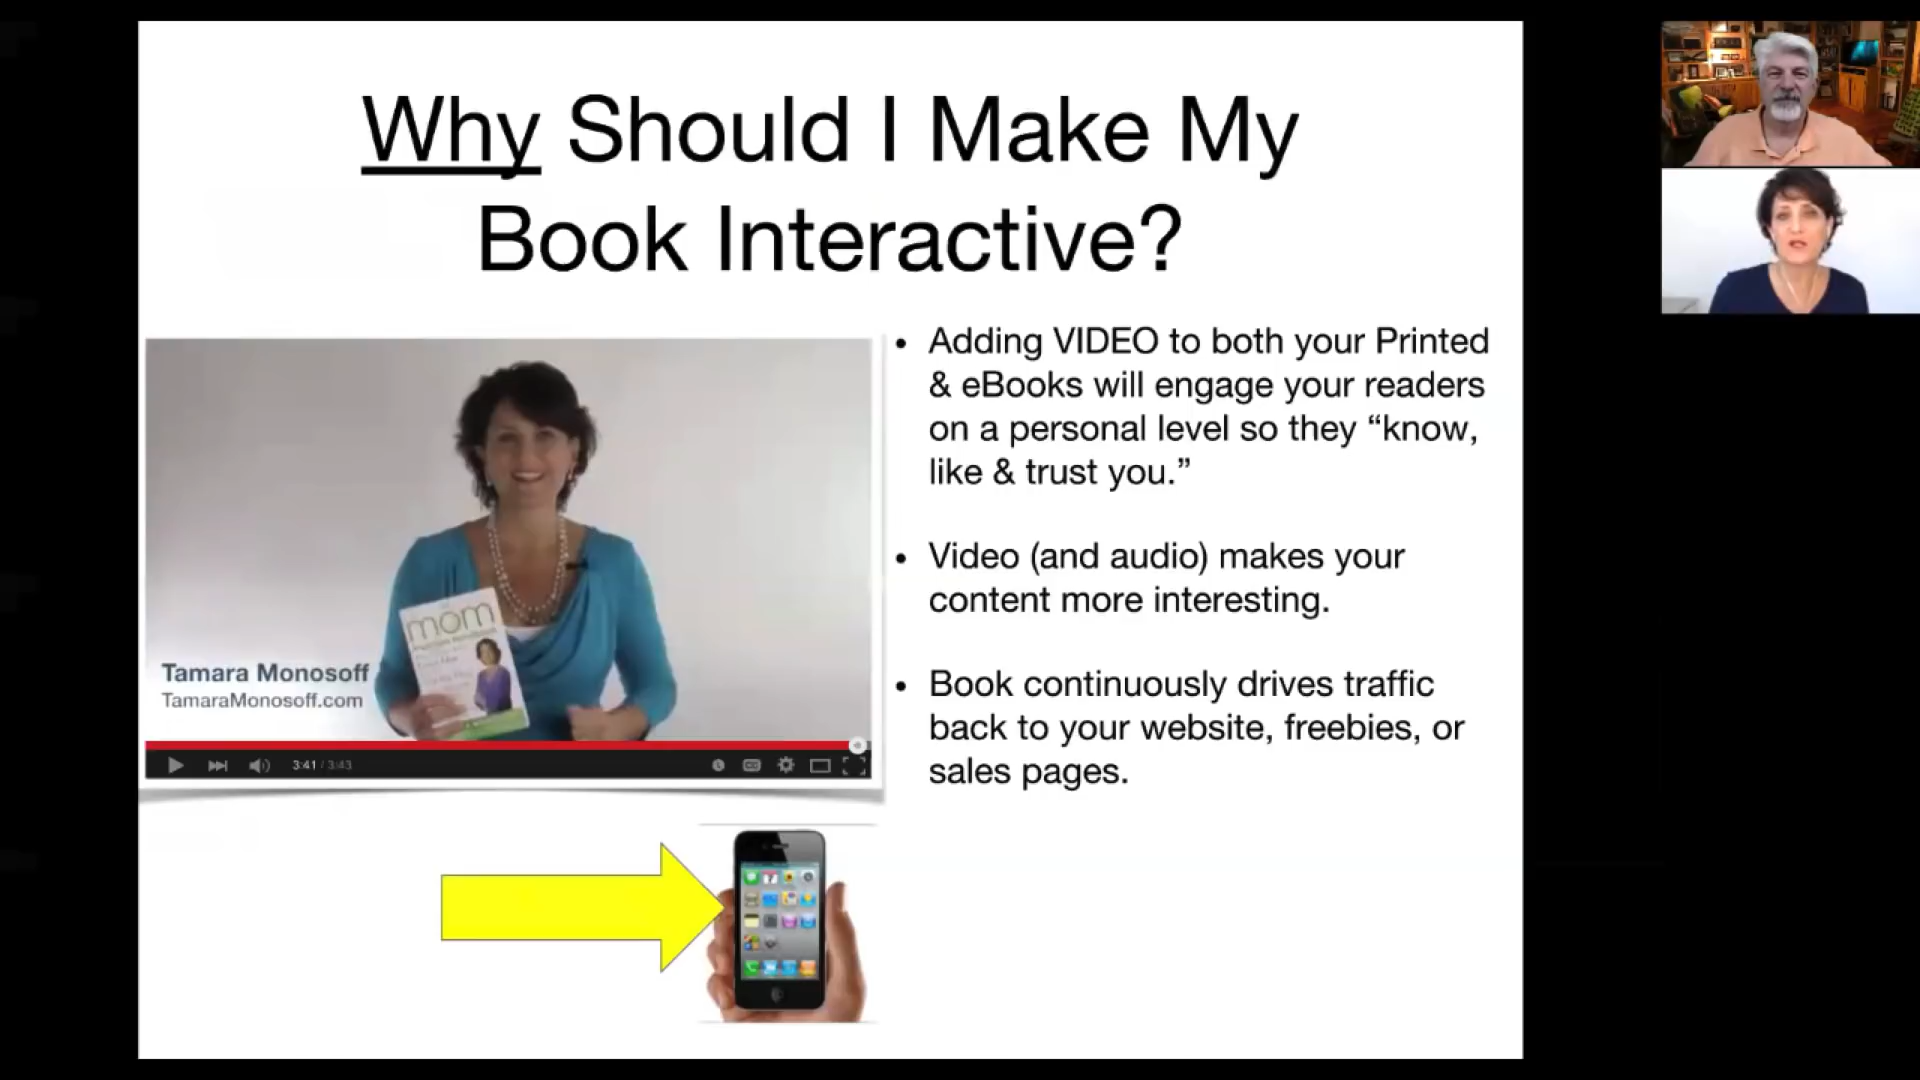 Why Should I Make My
Book Interactive?
Adding VIDEO to both your Printed
& eBooks will engage your readers
on a personal level so they “know,
like & trust you.”
Video (and audio) makes your
content more interesting.
Book continuously drives traffic
back to your website, freebies, or
sales pages.
mom
Tamara Monosoff
TamaraMonosoff.com
3:41 / 3:43